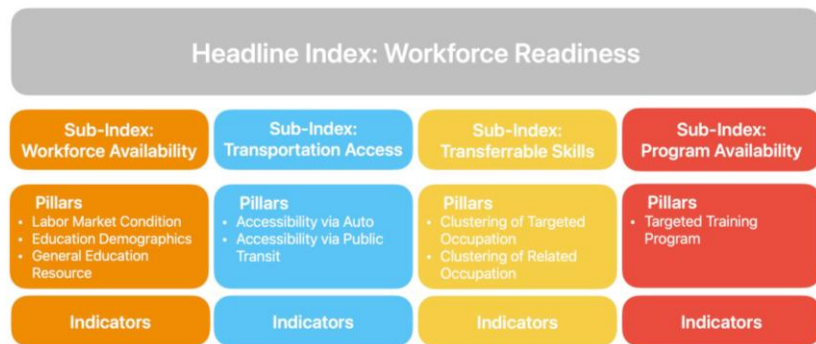 Headline Index: Workforce Readiness
Sub-Index:
Workforce Availability
Sub-Index:
Transportation Access
Sub-Index:
Transferrable Skills
Sub-Index:
Program Availability
Pillars
• Labor Market Condition
• Education Demographics
• General Education
Resource
Pillars
• Accessibility via Auto
• Accessibility via Public
Transit
Pillars
• Clustering of Targeted
Occupation
• Clustering of Related
Occupation
Pillars
• Targeted Training
Program
Indicators
Indicators
Indicators
Indicators